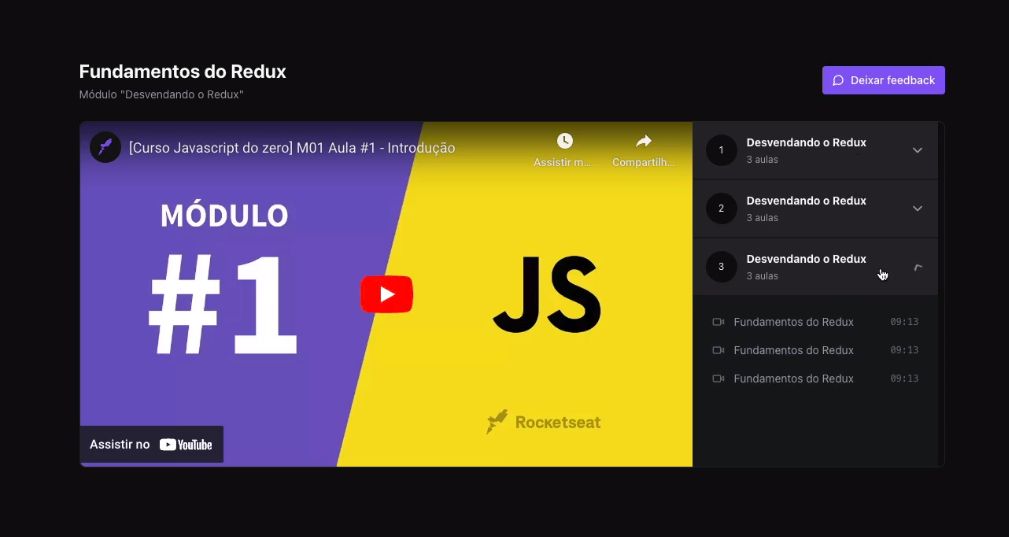 Fundamentos do Redux
Módulo "Desvendando o Redux"
Deixar feedback
[Curso Javascript do zero] M01 Aula #1 - Introdução
Assistir m...
Compartilh...
MÓDULO
#1
JS
Rocketseat
Assistir no YouTube
1
Desvendando o Redux
3 aulas
2
Desvendando o Redux
3 aulas
3
Desvendando o Redux
3 aulas
Fundamentos do Redux 09:13
Fundamentos do Redux 09:13
Fundamentos do Redux 09:13